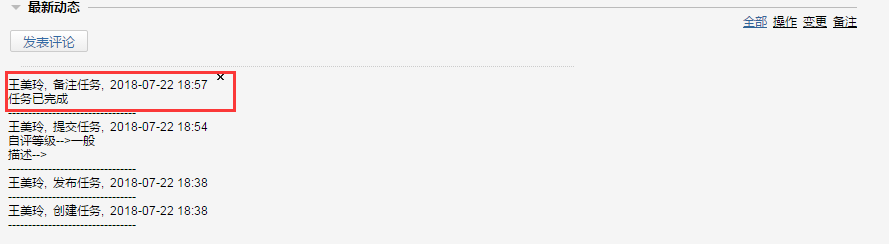 最新动态
全部 操作 变更 备注
发表评论
王美玲, 备注任务, 2018-07-22 18:57 ×
任务已完成
--------------------------------
王美玲, 提交任务, 2018-07-22 18:54
自评等级-->一般
描述-->
--------------------------------
王美玲, 发布任务, 2018-07-22 18:38
--------------------------------
王美玲, 创建任务, 2018-07-22 18:38
--------------------------------